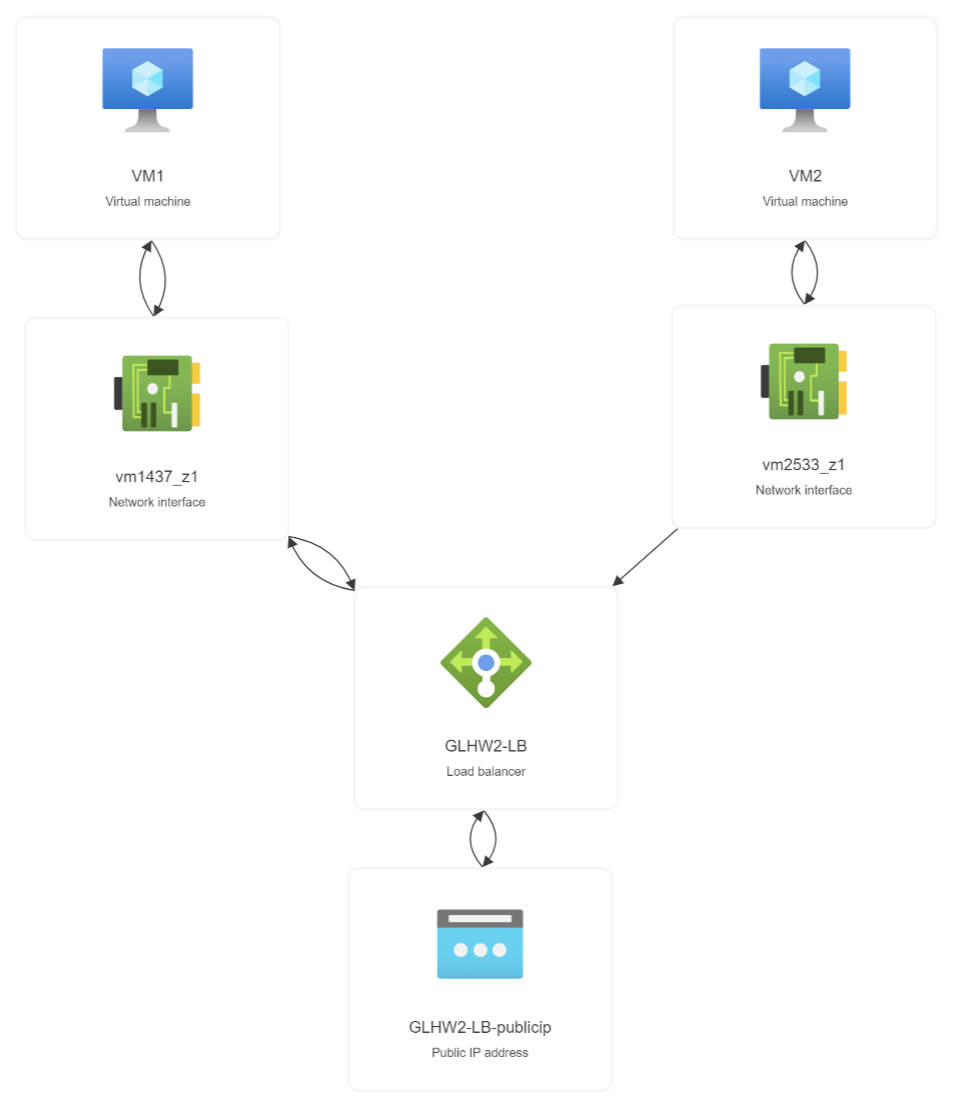 VM1
Virtual machine
VM2
Virtual machine
vm1437_z1
Network interface
vm2533_z1
Network interface
GLHW2-LB
Load balancer
GLHW2-LB-publicip
Public IP address